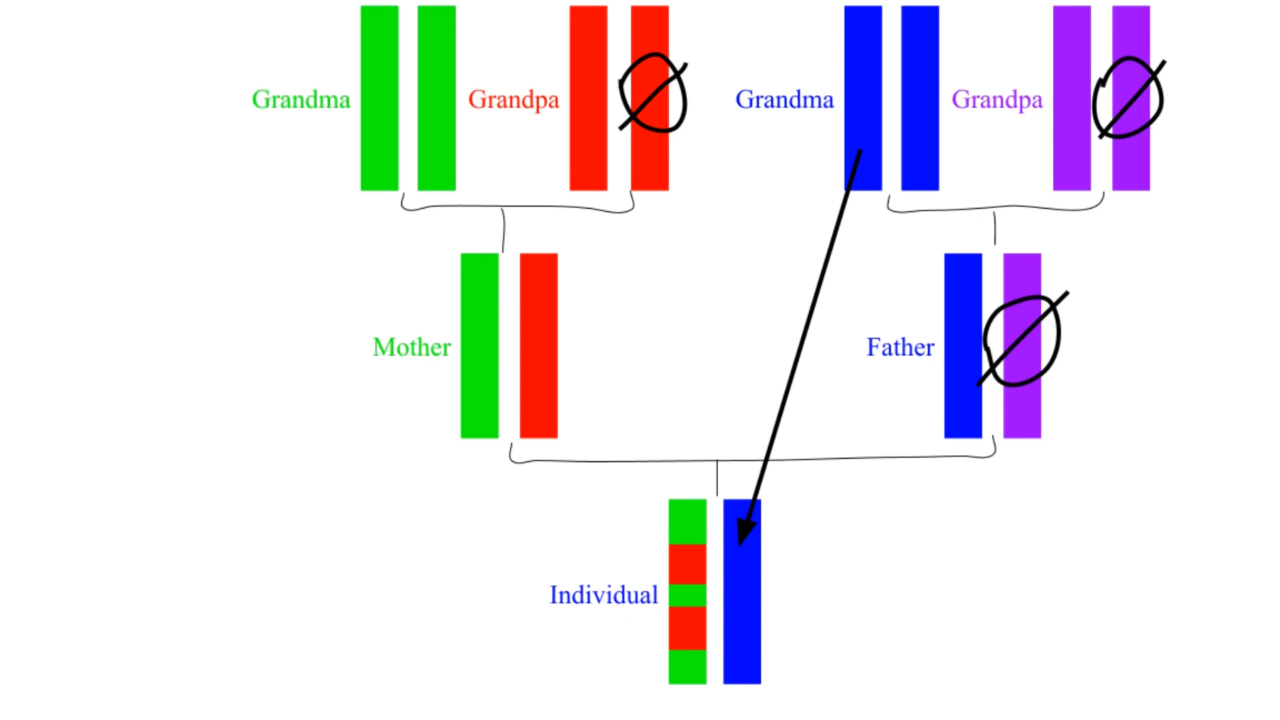 Grandma
Grandpa
Grandma
Grandpa
Mother
Father
Individual